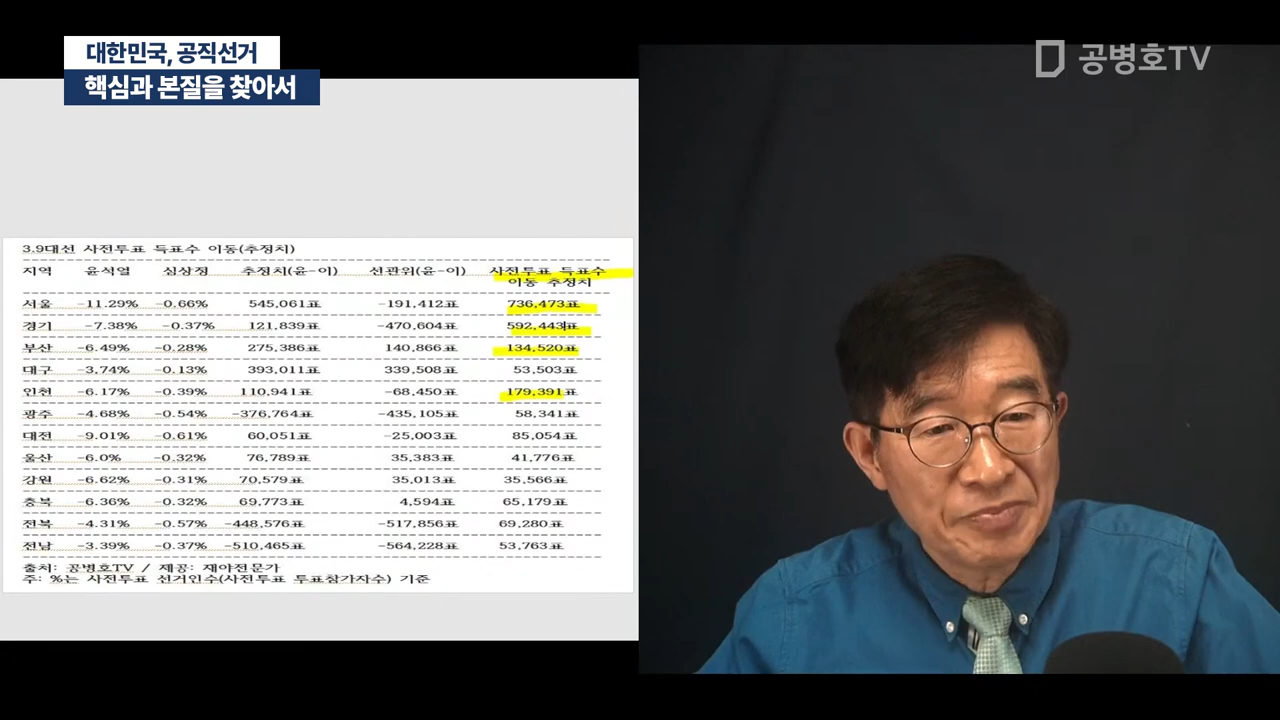 대한민국, 공직선거
핵심과 본질을 찾아서
공병호TV
3.9대선 사전투표 득표수 이동(추정치)
지역 윤석열 심상정 추정치(윤-이) 선관위(윤-이) 사전투표 득표수
이동 추정치
서울 -11.29% -0.66% 545,061표 -191,412표 736,473표
경기 -7.38% -0.37% 121,839표 -470,604표 592,443표
부산 -6.49% -0.28% 275,386표 140,866표 134,520표
대구 -3.74% -0.13% 393,011표 339,508표 53,503표
인천 -6.17% -0.39% 110,941표 -68,450표 179,391표
광주 -4.68% -0.54% -376,764표 -435,105표 58,341표
대전 -9.01% -0.61% 60,051표 -25,003표 85,054표
울산 -6.0% -0.32% 76,789표 35,383표 41,776표
강원 -6.62% -0.31% 70,579표 35,013표 35,566표
충북 -6.36% -0.32% 69,773표 4,594표 65,179표
전북 -4.31% -0.57% -448,576표 -517,856표 69,280표
전남 -3.39% -0.37% -510,465표 -564,228표 53,763표
출처: 공병호TV / 제공: 재야전문가
주: %는 사전투표 선거인수(사전투표 투표참가자수) 기준